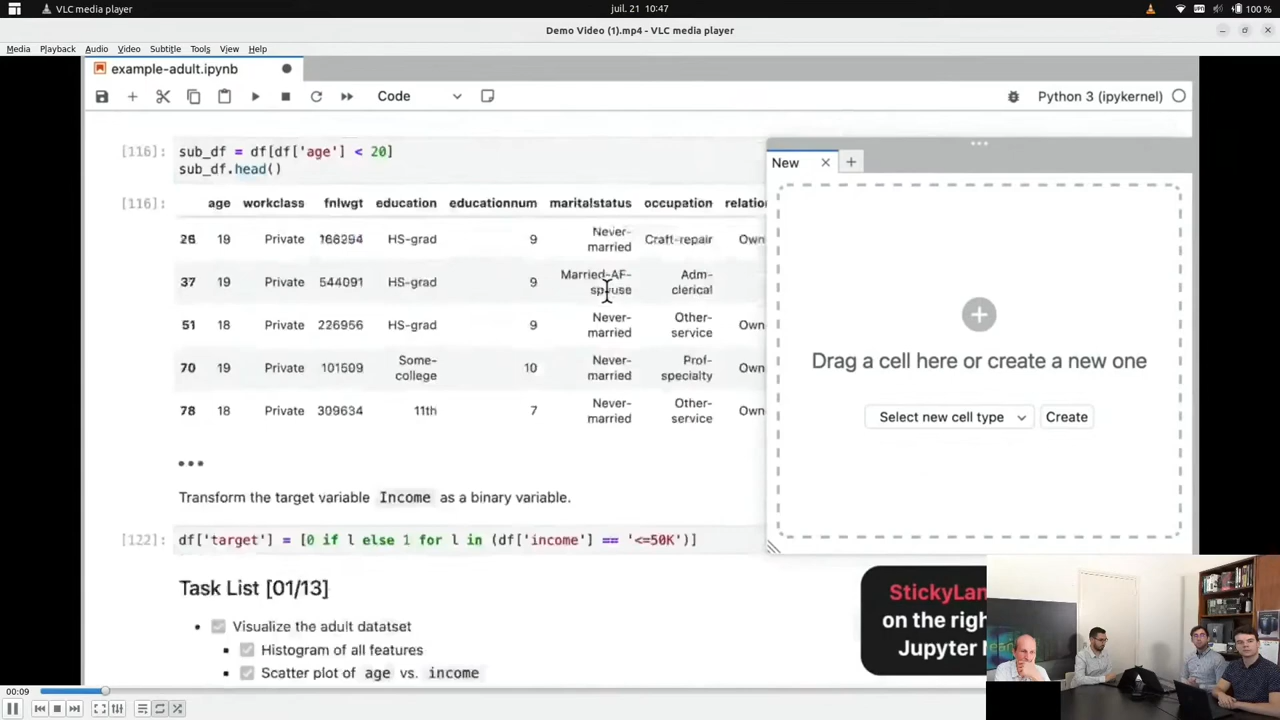 VLC media player
juil. 21 10:47
100 %
Demo Video (1).mp4 - VLC media player
Media Playback Audio Video Subtitle Tools View Help
example-adult.ipynb
Code
Python 3 (ipykernel)
[116]: sub_df = df[df['age'] < 20]
sub_df.head()
[116]: age workclass fnlwgt education educationnum maritalstatus occupation relation
26 19 Private 168294 HS-grad 9 Never-married Craft-repair Own
37 19 Private 544091 HS-grad 9 Married-AF-spouse Adm-clerical
51 18 Private 226956 HS-grad 9 Never-married Other-service Own
70 19 Private 101509 Some-college 10 Never-married Prof-specialty Own
78 18 Private 309634 11th 7 Never-married Other-service Own
Transform the target variable Income as a binary variable.
[122]: df['target'] = [0 if l else 1 for l in (df['income'] == '<=50K')]
Task List [01/13]
Visualize the adult datatset
Histogram of all features
Scatter plot of age vs. income
New
Drag a cell here or create a new one
Select new cell type Create
StickyLan
on the righ
Jupyter
00:09